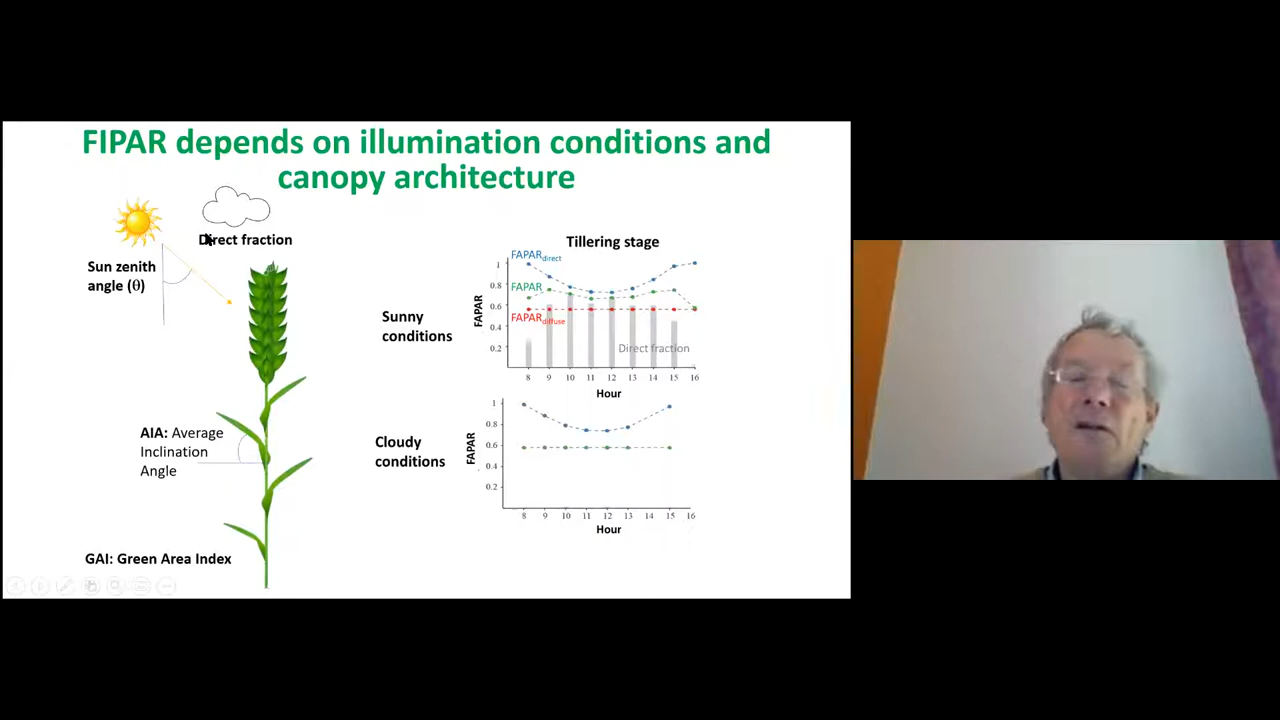 FIPAR depends on illumination conditions and
canopy architecture
Direct fraction
Sun zenith
angle (θ)
AIA: Average
Inclination
Angle
GAI: Green Area Index
Tillering stage
Sunny
conditions
FAPAR
1
0.8
0.6
0.4
0.2
FAPARdirect
FAPAR
FAPARdiffuse
Direct fraction
8 9 10 11 12 13 14 15 16
Hour
Cloudy
conditions
FAPAR
1
0.8
0.6
0.4
0.2
8 9 10 11 12 13 14 15 16
Hour